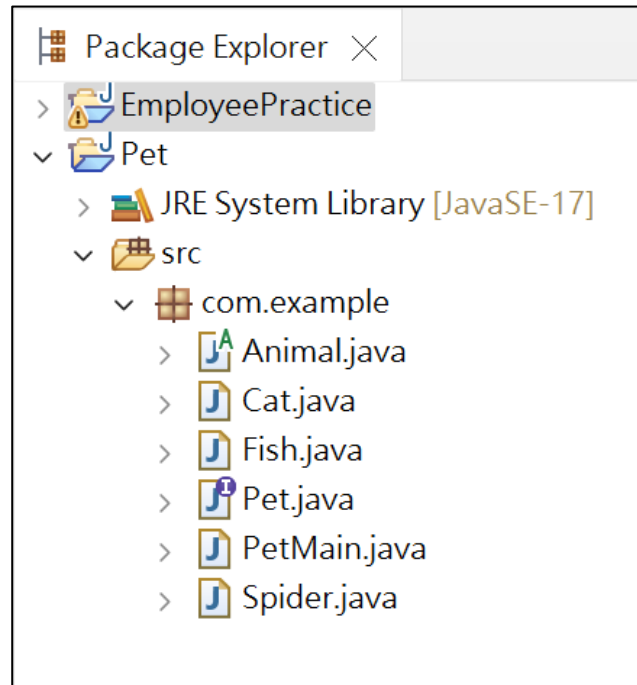 Package Explorer
EmployeePractice
Pet
JRE System Library [JavaSE-17]
src
com.example
Animal.java
Cat.java
Fish.java
Pet.java
PetMain.java
Spider.java